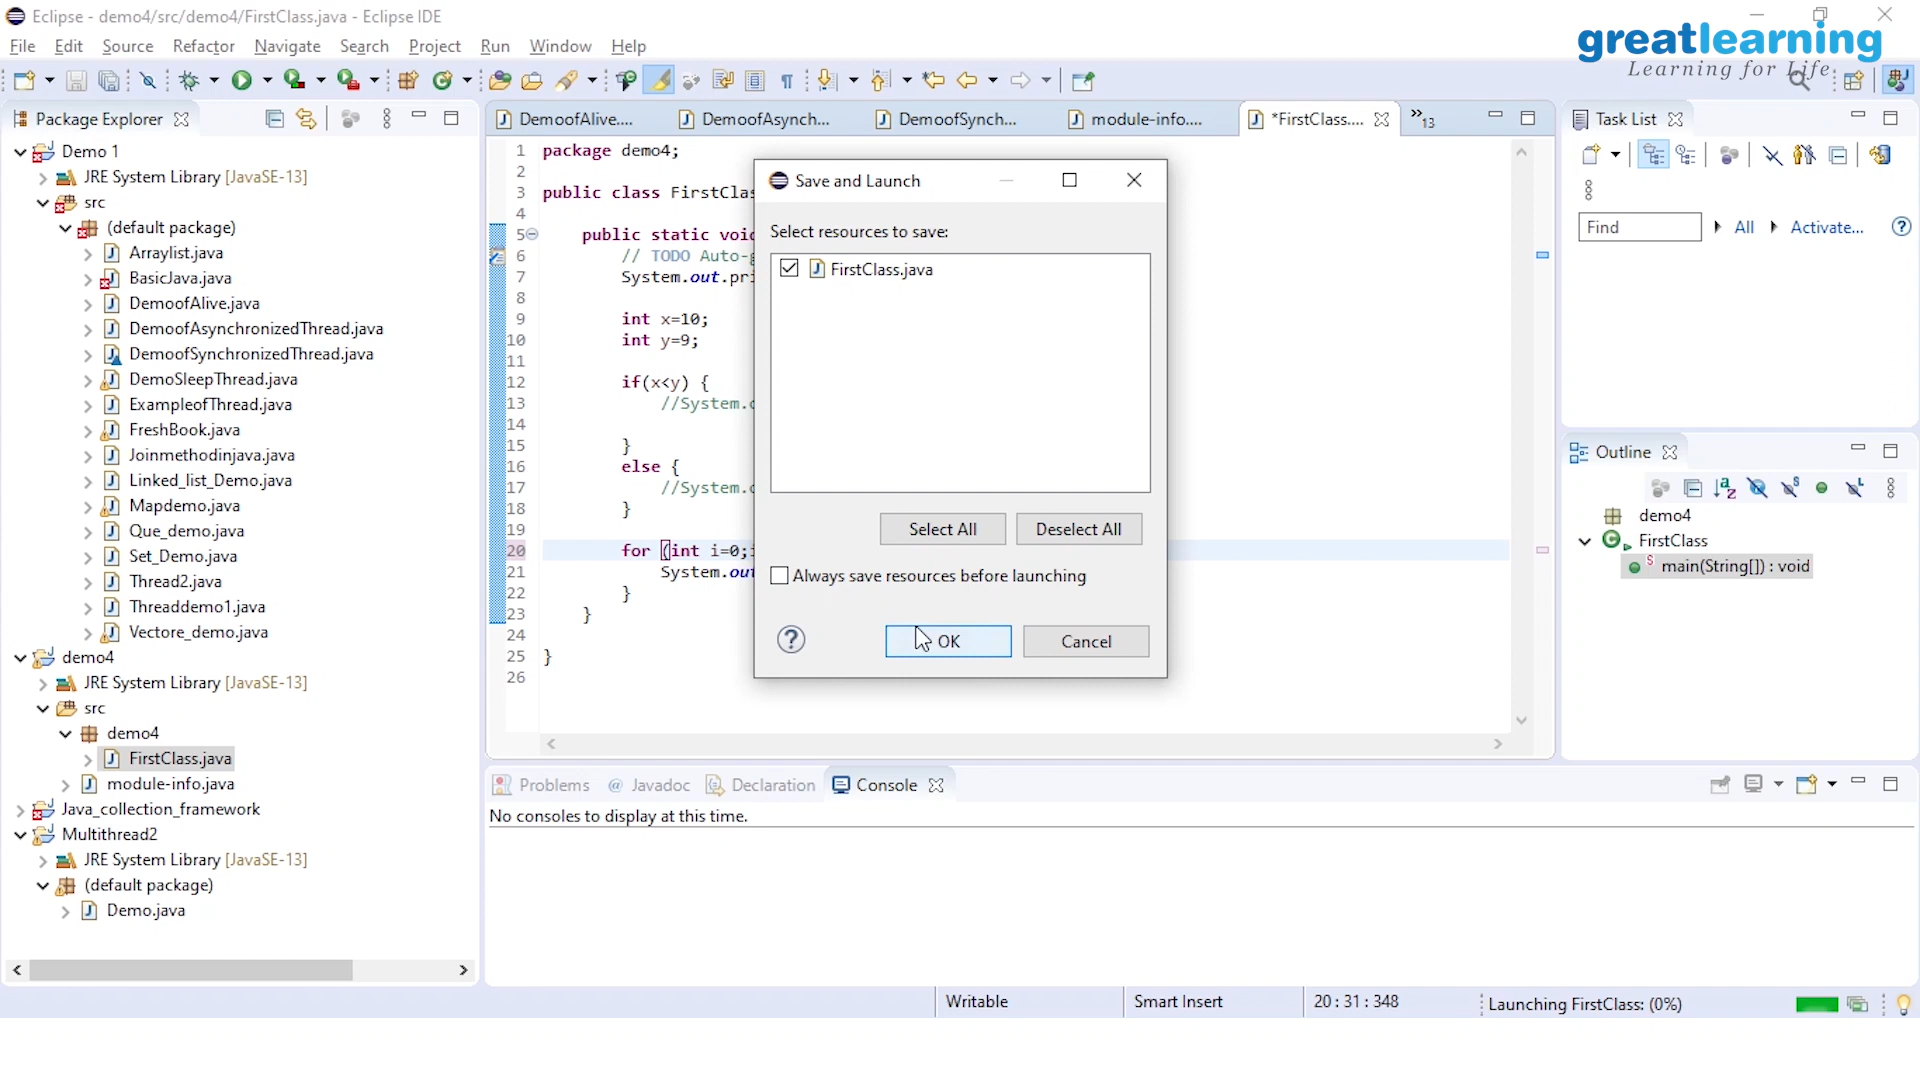 Eclipse - demo4/src/demo4/FirstClass.java - Eclipse IDE
File Edit Source Refactor Navigate Search Project Run Window Help
greatlearning
Learning for Life
Package Explorer
Demo 1
JRE System Library [JavaSE-13]
src
(default package)
Arraylist.java
BasicJava.java
DemoofAlive.java
DemoofAsynchronizedThread.java
DemoofSynchronizedThread.java
DemoSleepThread.java
ExampleofThread.java
FreshBook.java
Joinmethodinjava.java
Linked_list_Demo.java
Mapdemo.java
Que_demo.java
Set_Demo.java
Thread2.java
Threaddemo1.java
Vectore_demo.java
demo4
JRE System Library [JavaSE-13]
src
demo4
FirstClass.java
module-info.java
Java_collection_framework
Multithread2
JRE System Library [JavaSE-13]
(default package)
Demo.java
DemoofAlive.... DemoofAsynch... DemoofSynch... module-info.... *FirstClass.... »13
1 package demo4;
2
3 public class FirstClas
4
5 public static void
6 // TODO Auto-g
7 System.out.pri
8
9 int x=10;
10 int y=9;
11
12 if(x<y) {
13 //System.o
14
15 }
16 else {
17 //System.o
18 }
19
20 for (int i=0;i
21 System.out
22 }
23 }
24
25 }
26
Save and Launch
Select resources to save:
FirstClass.java
Select All Deselect All
Always save resources before launching
OK Cancel
Task List
Find All Activate...
Outline
demo4
FirstClass
main(String[]) : void
Problems @ Javadoc Declaration Console
No consoles to display at this time.
Writable Smart Insert 20 : 31 : 348 Launching FirstClass: (0%)